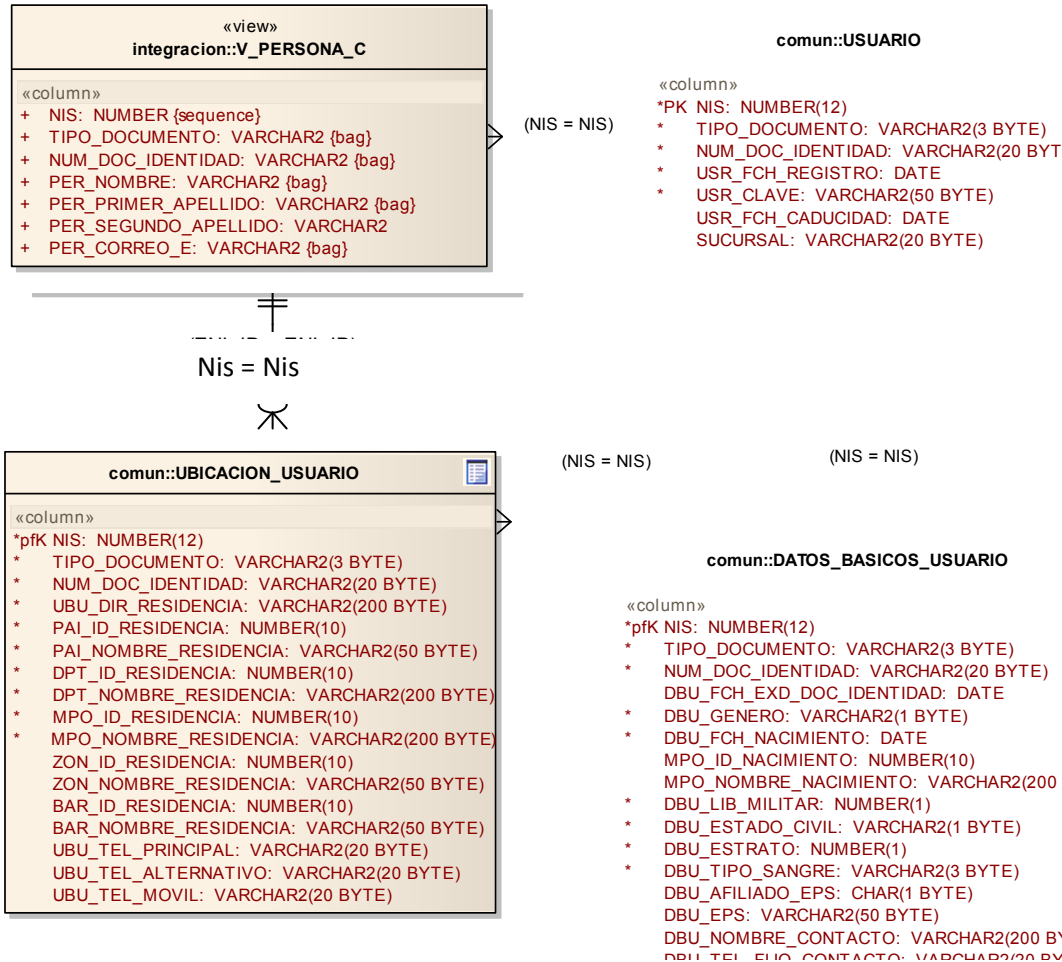 «view»
integracion::V_PERSONA_C
«column»
+ NIS: NUMBER {sequence}
+ TIPO_DOCUMENTO: VARCHAR2 {bag}
+ NUM_DOC_IDENTIDAD: VARCHAR2 {bag}
+ PER_NOMBRE: VARCHAR2 {bag}
+ PER_PRIMER_APELLIDO: VARCHAR2 {bag}
+ PER_SEGUNDO_APELLIDO: VARCHAR2
+ PER_CORREO_E: VARCHAR2 {bag}
(NIS = NIS)
comun::USUARIO
«column»
*PK NIS: NUMBER(12)
* TIPO_DOCUMENTO: VARCHAR2(3 BYTE)
* NUM_DOC_IDENTIDAD: VARCHAR2(20 BYT
* USR_FCH_REGISTRO: DATE
* USR_CLAVE: VARCHAR2(50 BYTE)
USR_FCH_CADUCIDAD: DATE
SUCURSAL: VARCHAR2(20 BYTE)
Nis = Nis
comun::UBICACION_USUARIO
«column»
*pfK NIS: NUMBER(12)
* TIPO_DOCUMENTO: VARCHAR2(3 BYTE)
* NUM_DOC_IDENTIDAD: VARCHAR2(20 BYTE)
* UBU_DIR_RESIDENCIA: VARCHAR2(200 BYTE)
* PAI_ID_RESIDENCIA: NUMBER(10)
* PAI_NOMBRE_RESIDENCIA: VARCHAR2(50 BYTE)
* DPT_ID_RESIDENCIA: NUMBER(10)
* DPT_NOMBRE_RESIDENCIA: VARCHAR2(200 BYTE)
* MPO_ID_RESIDENCIA: NUMBER(10)
* MPO_NOMBRE_RESIDENCIA: VARCHAR2(200 BYTE)
ZON_ID_RESIDENCIA: NUMBER(10)
ZON_NOMBRE_RESIDENCIA: VARCHAR2(50 BYTE)
BAR_ID_RESIDENCIA: NUMBER(10)
BAR_NOMBRE_RESIDENCIA: VARCHAR2(50 BYTE)
UBU_TEL_PRINCIPAL: VARCHAR2(20 BYTE)
UBU_TEL_ALTERNATIVO: VARCHAR2(20 BYTE)
UBU_TEL_MOVIL: VARCHAR2(20 BYTE)
(NIS = NIS)
(NIS = NIS)
comun::DATOS_BASICOS_USUARIO
«column»
*pfK NIS: NUMBER(12)
* TIPO_DOCUMENTO: VARCHAR2(3 BYTE)
* NUM_DOC_IDENTIDAD: VARCHAR2(20 BYTE)
DBU_FCH_EXD_DOC_IDENTIDAD: DATE
* DBU_GENERO: VARCHAR2(1 BYTE)
* DBU_FCH_NACIMIENTO: DATE
MPO_ID_NACIMIENTO: NUMBER(10)
MPO_NOMBRE_NACIMIENTO: VARCHAR2(200
* DBU_LIB_MILITAR: NUMBER(1)
* DBU_ESTADO_CIVIL: VARCHAR2(1 BYTE)
* DBU_ESTRATO: NUMBER(1)
* DBU_TIPO_SANGRE: VARCHAR2(3 BYTE)
DBU_AFILIADO_EPS: CHAR(1 BYTE)
DBU_EPS: VARCHAR2(50 BYTE)
DBU_NOMBRE_CONTACTO: VARCHAR2(200 BY